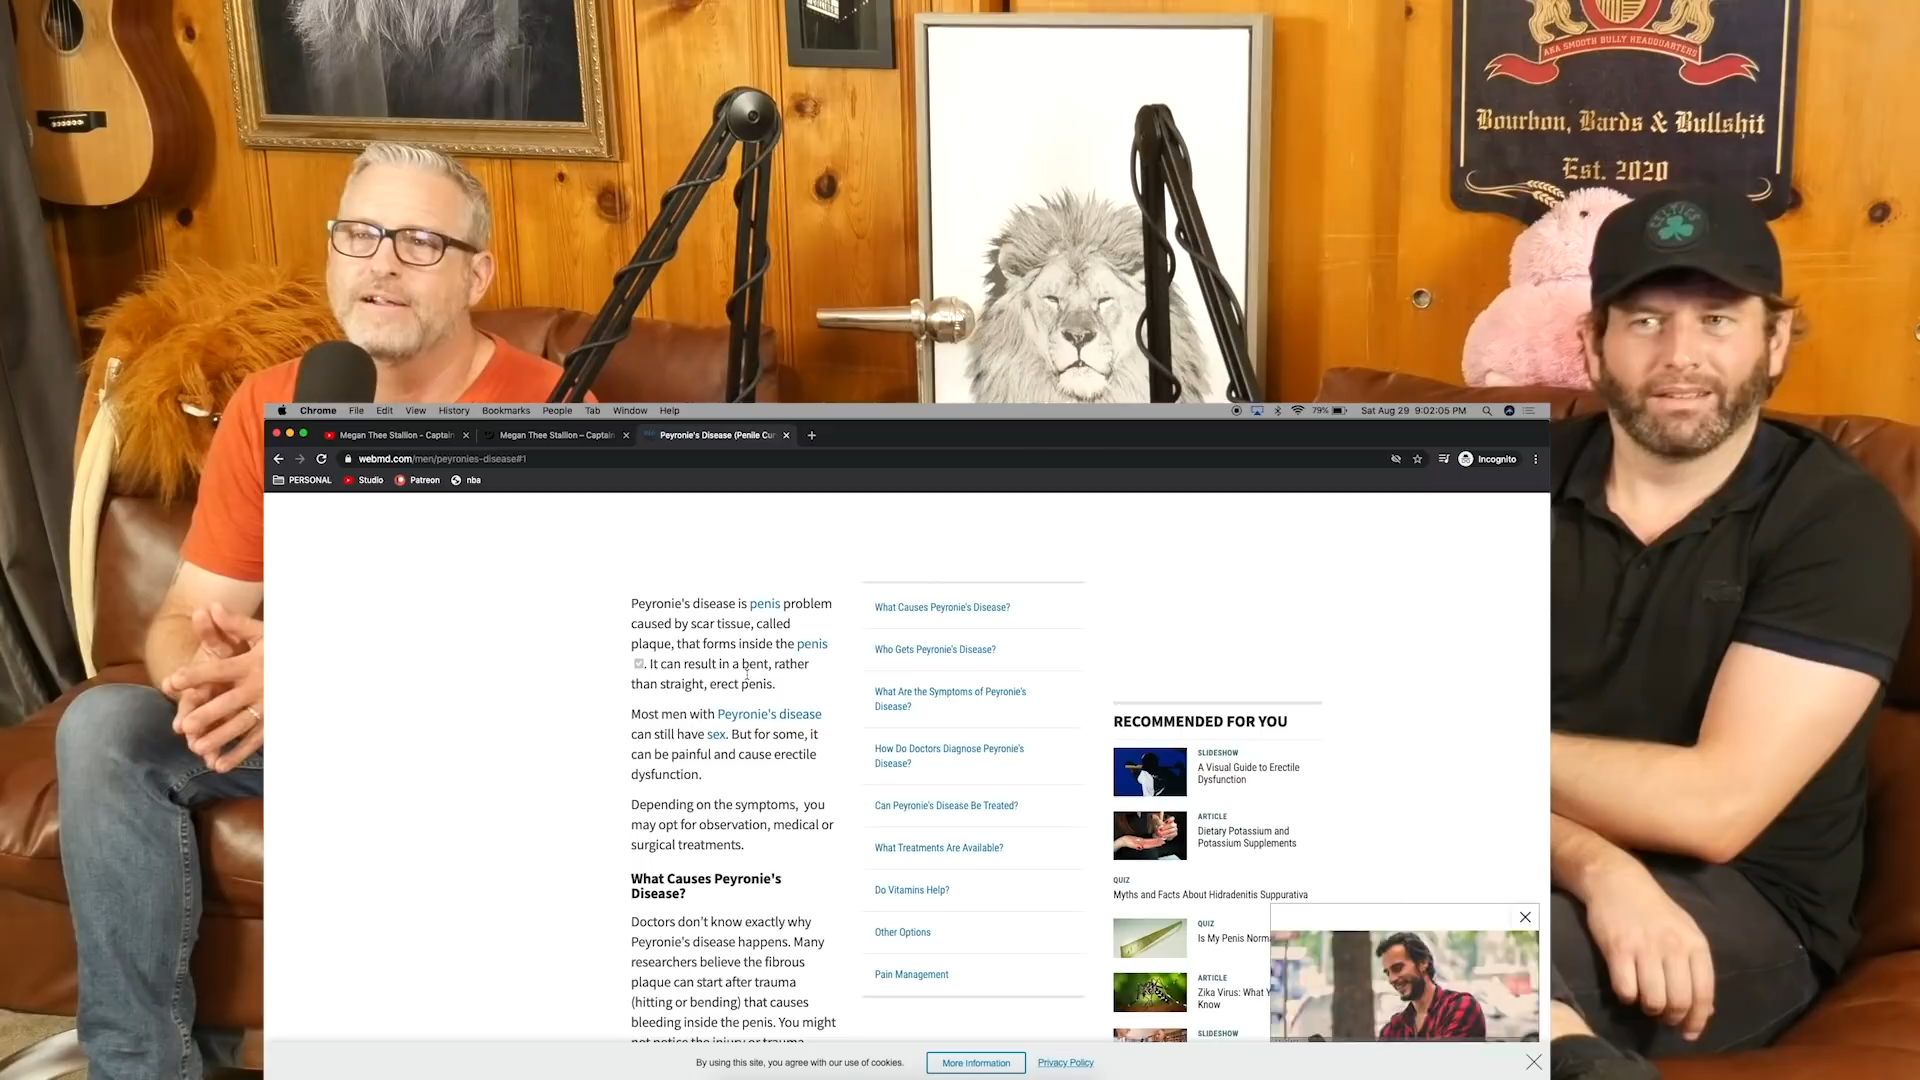 AKA SMOOTH BULLY HEADQUARTERS
Bourbon, Bards & Bullshit
Est. 2020
CELTICS
Chrome File Edit View History Bookmarks People Tab Window Help
79% Sat Aug 29 9:02:05 PM
Megan Thee Stallion - Captain
Megan Thee Stallion – Captain
Peyronie's Disease (Penile Cur
webmd.com/men/peyronies-disease#1
Incognito
PERSONAL Studio Patreon nba
Peyronie's disease is penis problem
caused by scar tissue, called
plaque, that forms inside the penis
. It can result in a bent, rather
than straight, erect penis.
Most men with Peyronie's disease
can still have sex. But for some, it
can be painful and cause erectile
dysfunction.
Depending on the symptoms, you
may opt for observation, medical or
surgical treatments.
What Causes Peyronie's
Disease?
Doctors don't know exactly why
Peyronie's disease happens. Many
researchers believe the fibrous
plaque can start after trauma
(hitting or bending) that causes
bleeding inside the penis. You might
not notice the injury or trauma
What Causes Peyronie's Disease?
Who Gets Peyronie's Disease?
What Are the Symptoms of Peyronie's
Disease?
How Do Doctors Diagnose Peyronie's
Disease?
Can Peyronie's Disease Be Treated?
What Treatments Are Available?
Do Vitamins Help?
Other Options
Pain Management
RECOMMENDED FOR YOU
SLIDESHOW
A Visual Guide to Erectile
Dysfunction
ARTICLE
Dietary Potassium and
Potassium Supplements
QUIZ
Myths and Facts About Hidradenitis Suppurativa
QUIZ
Is My Penis Norma
ARTICLE
Zika Virus: What Y
Know
SLIDESHOW
By using this site, you agree with our use of cookies.
More Information
Privacy Policy